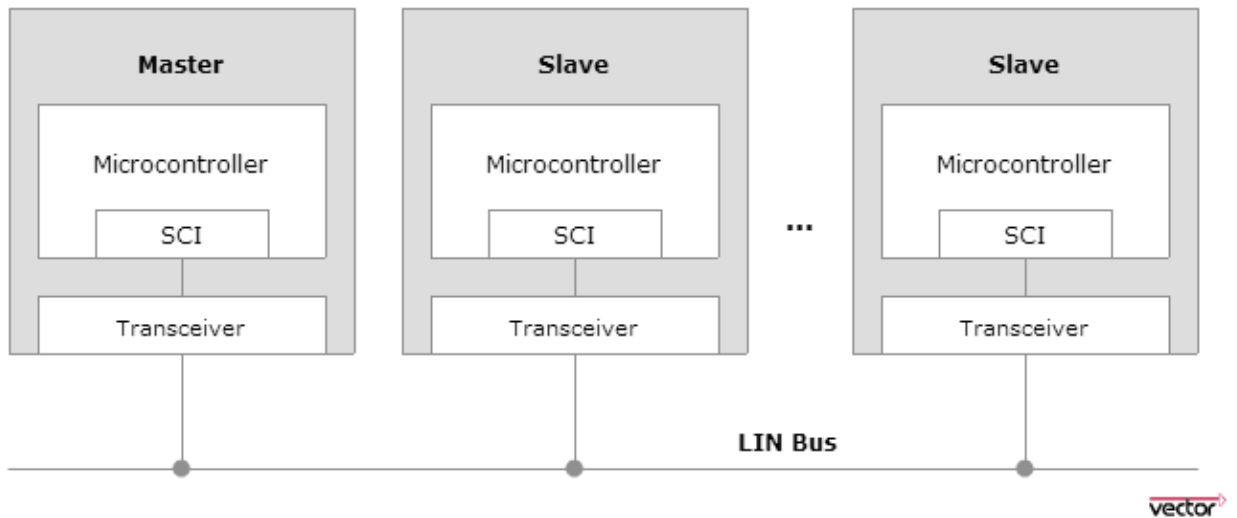 Master
Slave
Slave
Microcontroller
Microcontroller
Microcontroller
SCI
SCI
...
SCI
Transceiver
Transceiver
Transceiver
LIN Bus
vector